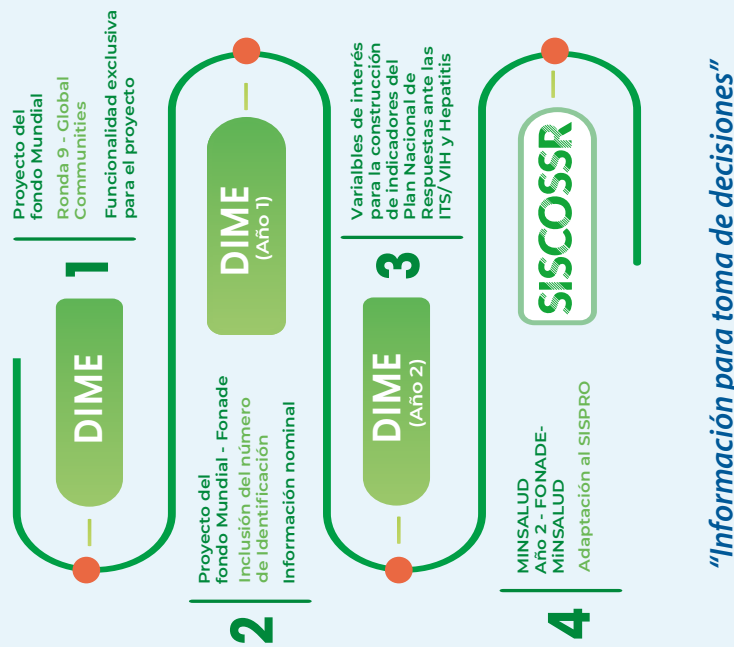 1
Proyecto del
fondo Mundial
Ronda 9 - Global
Communities
Funcionalidad exclusiva
para el proyecto
DIME
2
Proyecto del
fondo Mundial - Fonade
Inclusión del número
de Identificación
Información nominal
DIME
(Año 1)
3
Varialbles de interés
para la construcción
de indicadores del
Plan Nacional de
Respuestas ante las
ITS/ VIH y Hepatitis
DIME
(Año 2)
4
MINSALUD
Año 2 - FONADE-
MiNSALUD
Adaptación al SISPRO
SISCOSSR
“Información para toma de decisiones”